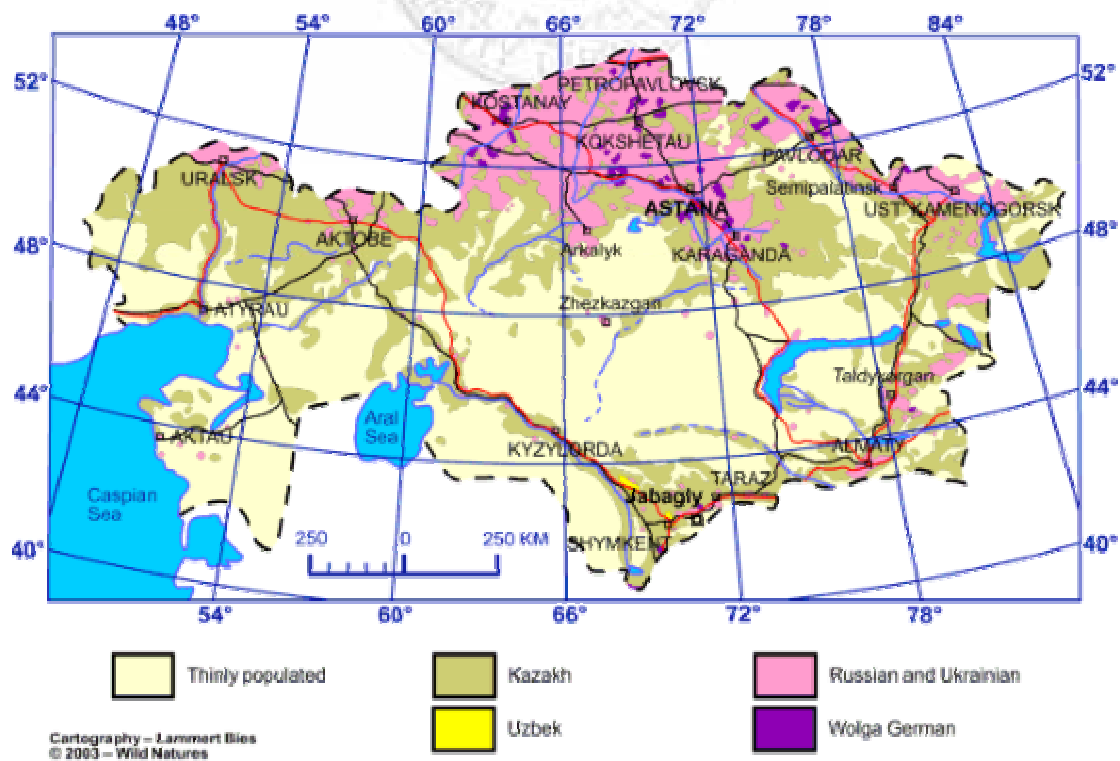 48° 54° 60° 66° 72° 78° 84°
52° 52°
PETROPAVLOVSK
KOSTANAY
KOKSHETAU
PAVLODAR
URALSK
Semipalatinsk
ASTANA
UST KAMENOGORSK
48° 48°
AKTOBE
Arkalyk
KARAGANDA
ATYRAU
Zhezkazgan
Taldykorgan
44° 44°
Aral
Sea
AKTAU
KYZYLORDA
ALMATY
TARAZ
Jabagly
Caspian
Sea
250 0 250 KM
SHYMKENT
40° 40°
54° 60° 66° 72° 78°
Thinly populated
Kazakh
Russian and Ukrainian
Uzbek
Wolga German
Cartography – Lammert Bies
© 2003 – Wild Natures